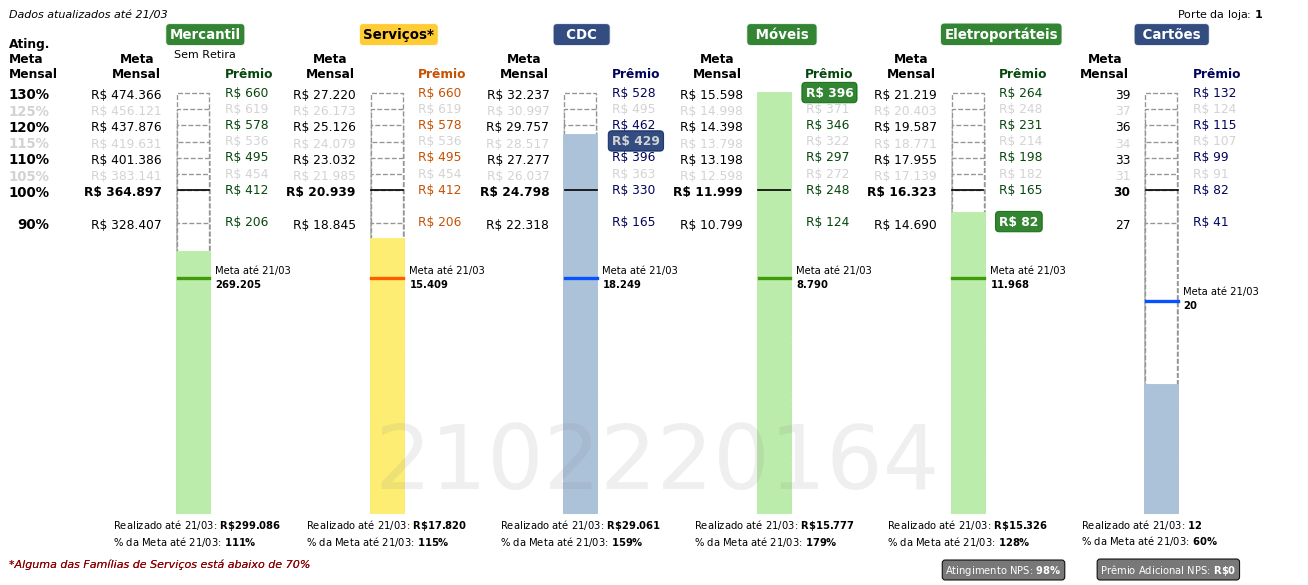 Dados atualizados até 21/03 Porte da loja: 1
Mercantil Serviços* CDC Móveis Eletroportáteis Cartões
Sem Retira
Ating. Meta Mensal Meta Mensal Prêmio Meta Mensal Prêmio Meta Mensal Prêmio Meta Mensal Prêmio Meta Mensal Prêmio Meta Mensal Prêmio
130% R$ 474.366 R$ 660 R$ 27.220 R$ 660 R$ 32.237 R$ 528 R$ 15.598 R$ 396 R$ 21.219 R$ 264 39 R$ 132
125% R$ 456.121 R$ 619 R$ 26.173 R$ 619 R$ 30.997 R$ 495 R$ 14.998 R$ 371 R$ 20.403 R$ 248 37 R$ 124
120% R$ 437.876 R$ 578 R$ 25.126 R$ 578 R$ 29.757 R$ 462 R$ 14.398 R$ 346 R$ 19.587 R$ 231 36 R$ 115
115% R$ 419.631 R$ 536 R$ 24.079 R$ 536 R$ 28.517 R$ 429 R$ 13.798 R$ 322 R$ 18.771 R$ 214 34 R$ 107
110% R$ 401.386 R$ 495 R$ 23.032 R$ 495 R$ 27.277 R$ 396 R$ 13.198 R$ 297 R$ 17.955 R$ 198 33 R$ 99
105% R$ 383.141 R$ 454 R$ 21.985 R$ 454 R$ 26.037 R$ 363 R$ 12.598 R$ 272 R$ 17.139 R$ 182 31 R$ 91
100% R$ 364.897 R$ 412 R$ 20.939 R$ 412 R$ 24.798 R$ 330 R$ 11.999 R$ 248 R$ 16.323 R$ 165 30 R$ 82
90% R$ 328.407 R$ 206 R$ 18.845 R$ 206 R$ 22.318 R$ 165 R$ 10.799 R$ 124 R$ 14.690 R$ 82 27 R$ 41
Meta até 21/03 Meta até 21/03 Meta até 21/03 Meta até 21/03 Meta até 21/03
269.205 15.409 18.249 8.790 11.968
Meta até 21/03
20
2102220164
Realizado até 21/03: R$299.086 Realizado até 21/03: R$17.820 Realizado até 21/03: R$29.061 Realizado até 21/03: R$15.777 Realizado até 21/03: R$15.326 Realizado até 21/03: 12
% da Meta até 21/03: 111% % da Meta até 21/03: 115% % da Meta até 21/03: 159% % da Meta até 21/03: 179% % da Meta até 21/03: 128% % da Meta até 21/03: 60%
*Alguma das Famílias de Serviços está abaixo de 70% Atingimento NPS: 98% Prêmio Adicional NPS: R$0